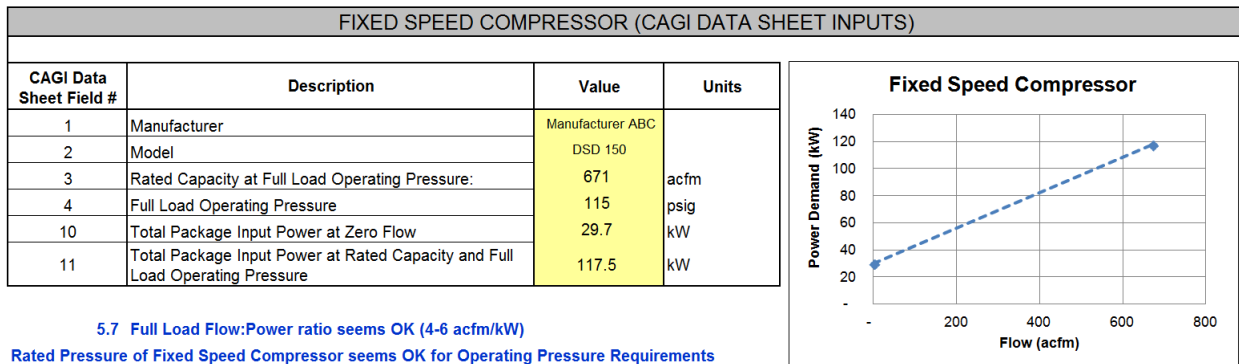 FIXED SPEED COMPRESSOR (CAGI DATA SHEET INPUTS)
CAGI Data Sheet Field # Description Value Units
1 Manufacturer Manufacturer ABC
2 Model DSD 150
3 Rated Capacity at Full Load Operating Pressure: 671 acfm
4 Full Load Operating Pressure 115 psig
10 Total Package Input Power at Zero Flow 29.7 kW
11 Total Package Input Power at Rated Capacity and Full
Load Operating Pressure 117.5 kW
5.7 Full Load Flow:Power ratio seems OK (4-6 acfm/kW)
Rated Pressure of Fixed Speed Compressor seems OK for Operating Pressure Requirements
Fixed Speed Compressor
Power Demand (kW)
140
120
100
80
60
40
20
-
- 200 400 600 800
Flow (acfm)